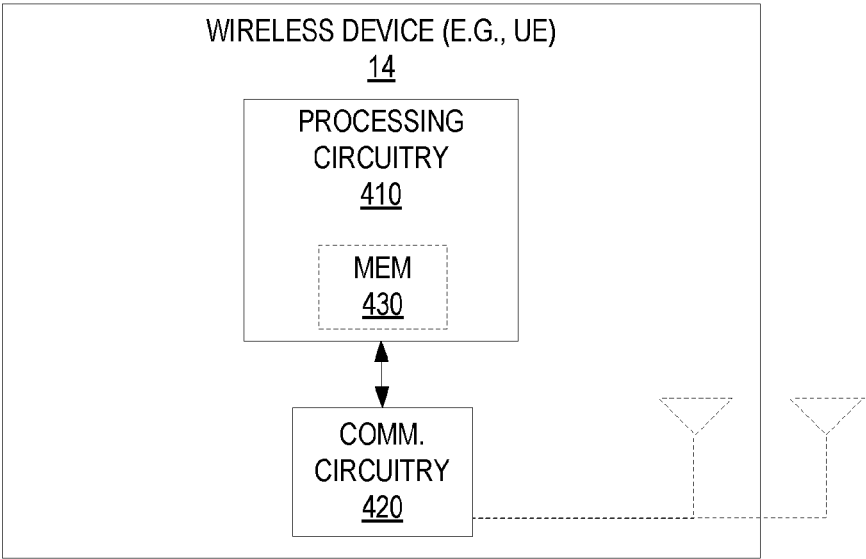 WIRELESS DEVICE (E.G., UE)
14
PROCESSING
CIRCUITRY
410
MEM
430
COMM.
CIRCUITRY
420